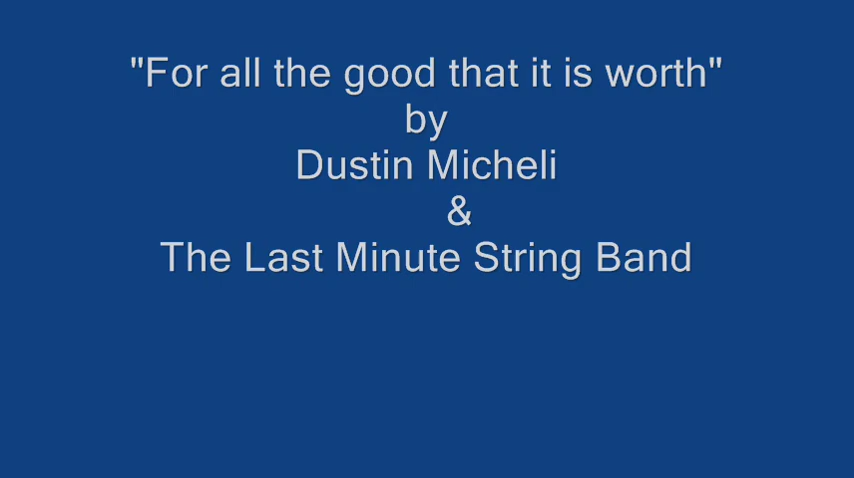 "For all the good that it is worth"
by
Dustin Micheli
&
The Last Minute String Band